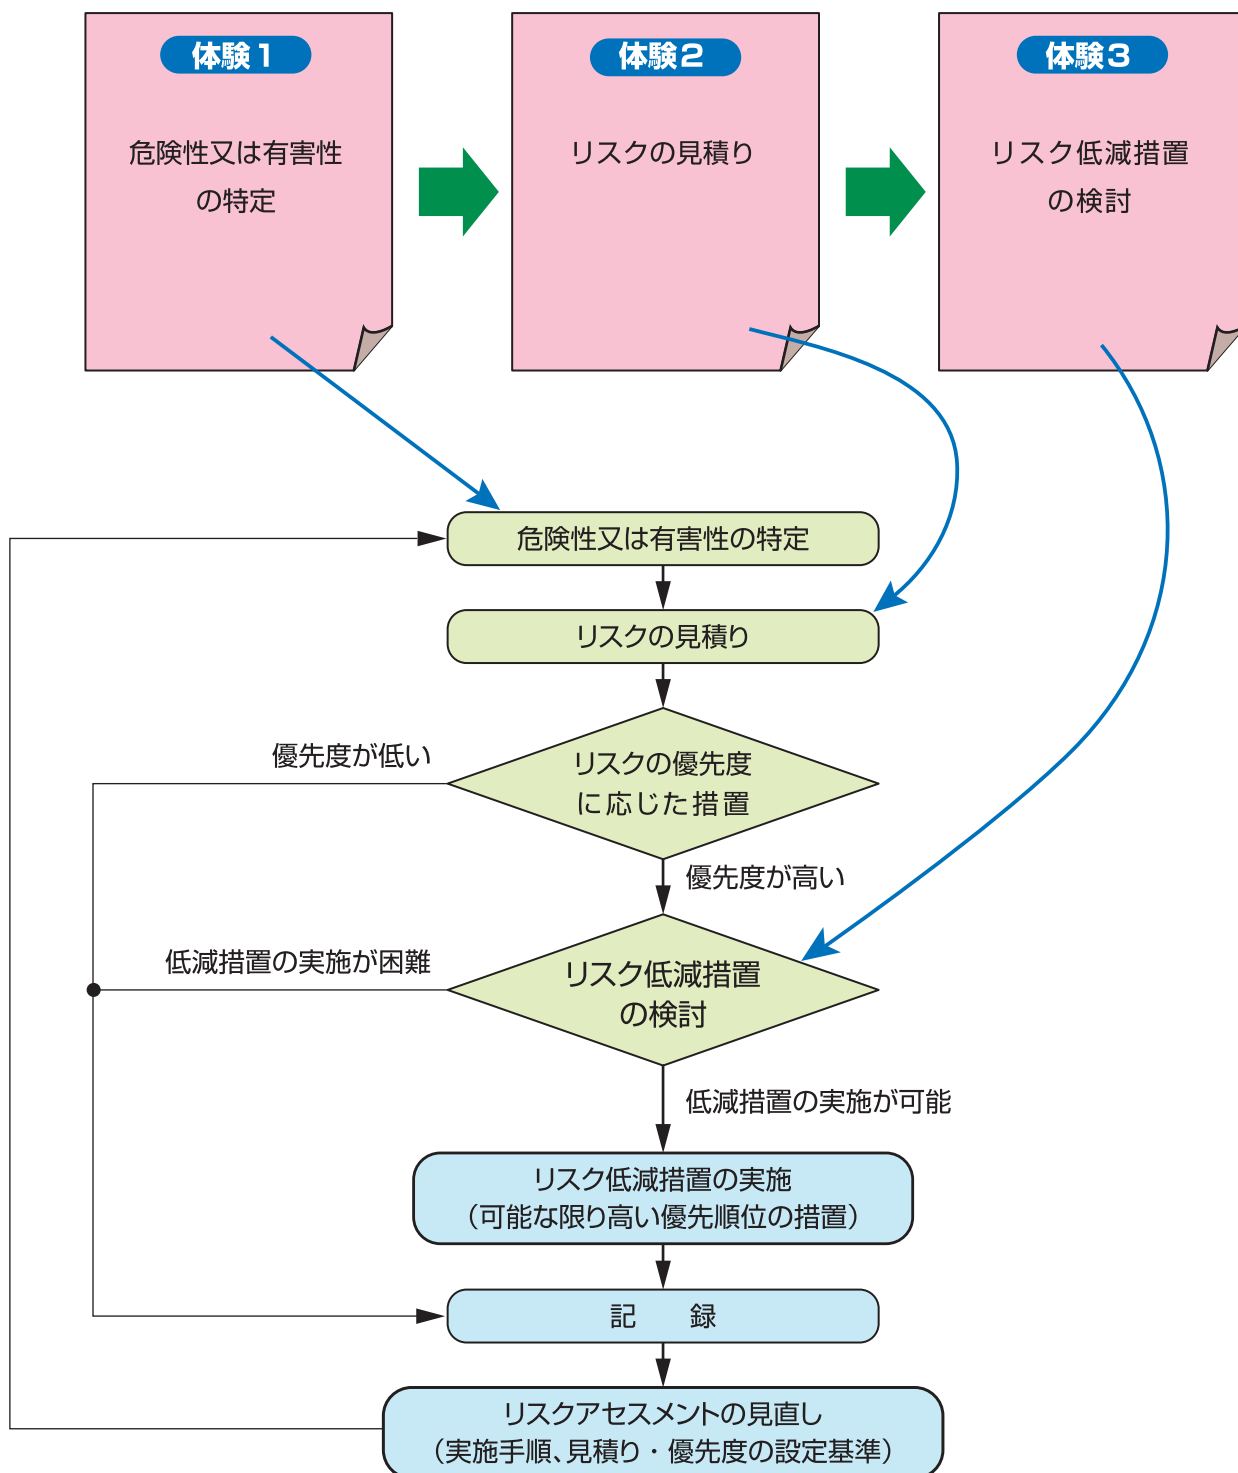 体験1
危険性又は有害性
の特定
体験2
リスクの見積り
体験3
リスク低減措置
の検討
危険性又は有害性の特定
リスクの見積り
優先度が低い
リスクの優先度
に応じた措置
優先度が高い
低減措置の実施が困難
リスク低減措置
の検討
低減措置の実施が可能
リスク低減措置の実施
（可能な限り高い優先順位の措置）
記　録
リスクアセスメントの見直し
（実施手順、見積り・優先度の設定基準）